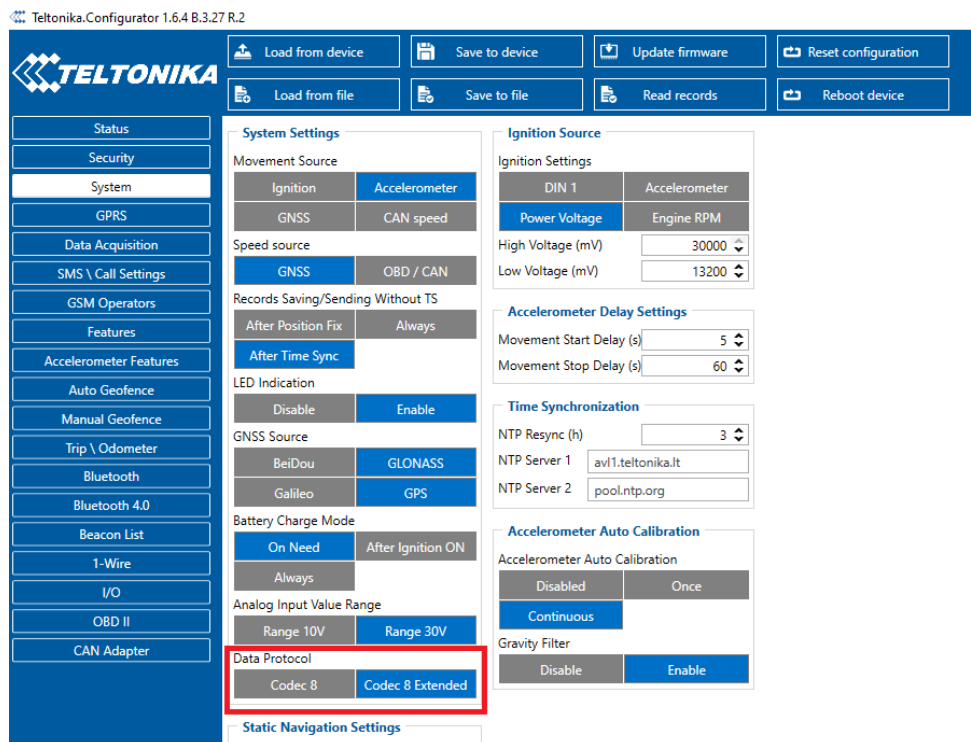 Teltonika.Configurator 1.6.4 B.3.27 R.2
TELTONIKA
Load from device
Save to device
Update firmware
Reset configuration
Load from file
Save to file
Read records
Reboot device
Status
Security
System
GPRS
Data Acquisition
SMS \ Call Settings
GSM Operators
Features
Accelerometer Features
Auto Geofence
Manual Geofence
Trip \ Odometer
Bluetooth
Bluetooth 4.0
Beacon List
1-Wire
I/O
OBD II
CAN Adapter
System Settings
Movement Source
Ignition Accelerometer
GNSS CAN speed
Speed source
GNSS OBD / CAN
Records Saving/Sending Without TS
After Position Fix Always
After Time Sync
LED Indication
Disable Enable
GNSS Source
BeiDou GLONASS
Galileo GPS
Battery Charge Mode
On Need After Ignition ON
Always
Analog Input Value Range
Range 10V Range 30V
Data Protocol
Codec 8 Codec 8 Extended
Static Navigation Settings
Ignition Source
Ignition Settings
DIN 1 Accelerometer
Power Voltage Engine RPM
High Voltage (mV) 30000
Low Voltage (mV) 13200
Accelerometer Delay Settings
Movement Start Delay (s) 5
Movement Stop Delay (s) 60
Time Synchronization
NTP Resync (h) 3
NTP Server 1 avl1.teltonika.lt
NTP Server 2 pool.ntp.org
Accelerometer Auto Calibration
Accelerometer Auto Calibration
Disabled Once
Continuous
Gravity Filter
Disable Enable